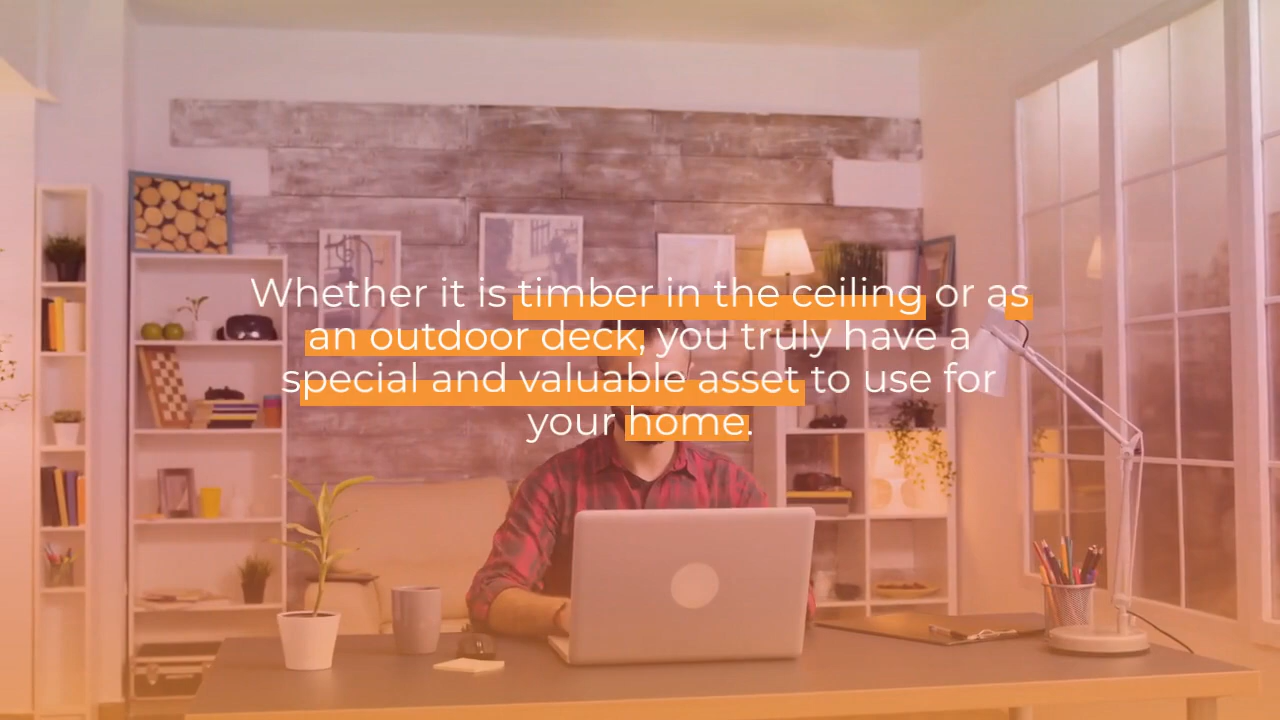 Whether it is timber in the ceiling or as
an outdoor deck, you truly have a
special and valuable asset to use for
your home.